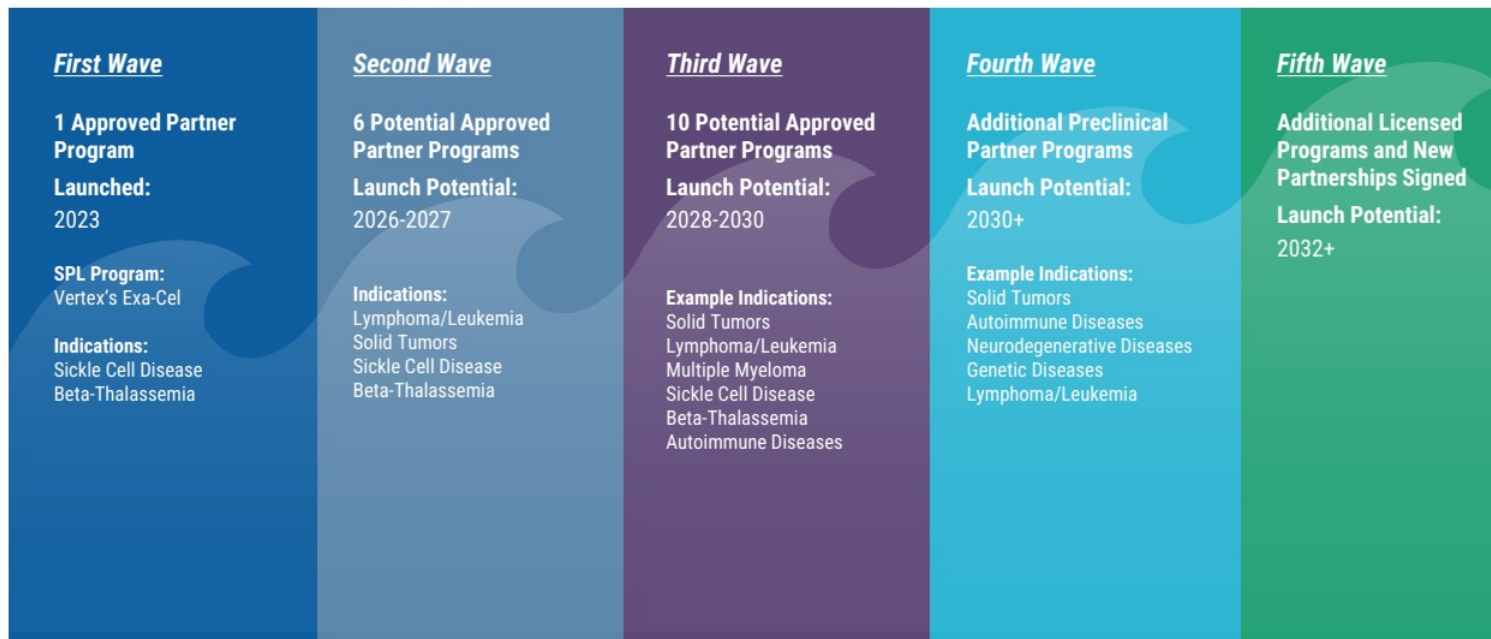 First Wave
1 Approved Partner
Program
Launched:
2023
SPL Program:
Vertex’s Exa-Cel
Indications:
Sickle Cell Disease
Beta-Thalassemia
Second Wave
6 Potential Approved
Partner Programs
Launch Potential:
2026-2027
Indications:
Lymphoma/Leukemia
Solid Tumors
Sickle Cell Disease
Beta-Thalassemia
Third Wave
10 Potential Approved
Partner Programs
Launch Potential:
2028-2030
Example Indications:
Solid Tumors
Lymphoma/Leukemia
Multiple Myeloma
Sickle Cell Disease
Beta-Thalassemia
Autoimmune Diseases
Fourth Wave
Additional Preclinical
Partner Programs
Launch Potential:
2030+
Example Indications:
Solid Tumors
Autoimmune Diseases
Neurodegenerative Diseases
Genetic Diseases
Lymphoma/Leukemia
Fifth Wave
Additional Licensed
Programs and New
Partnerships Signed
Launch Potential:
2032+